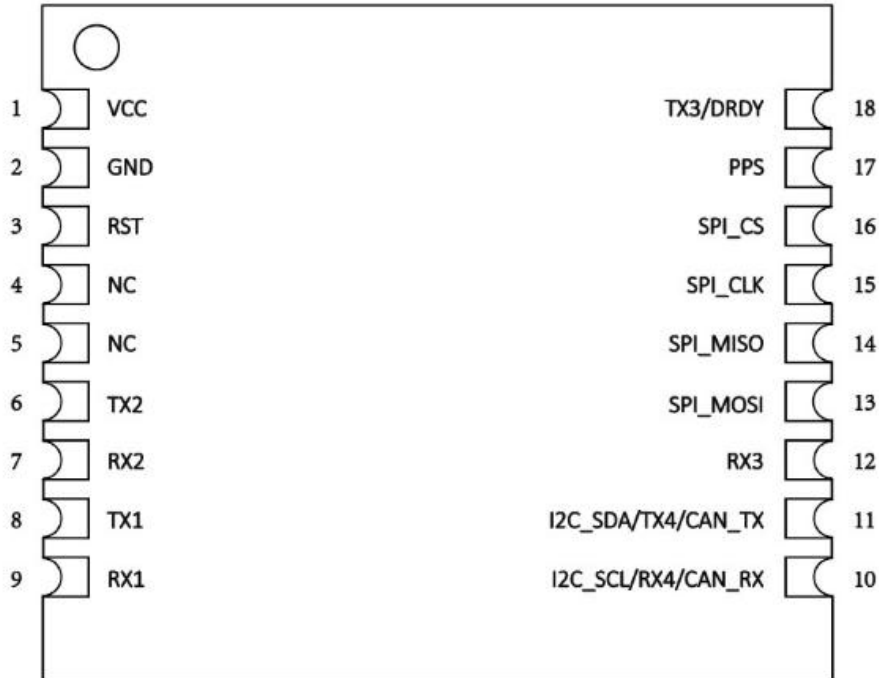 1 VCC TX3/DRDY 18
2 GND PPS 17
3 RST SPI_CS 16
4 NC SPI_CLK 15
5 NC SPI_MISO 14
6 TX2 SPI_MOSI 13
7 RX2 RX3 12
8 TX1 I2C_SDA/TX4/CAN_TX 11
9 RX1 I2C_SCL/RX4/CAN_RX 10